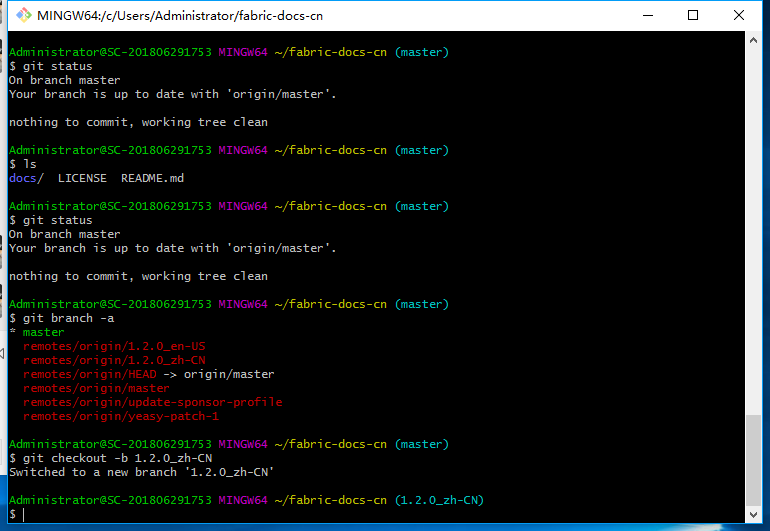 MINGW64:/c/Users/Administrator/fabric-docs-cn
Administrator@SC-201806291753 MINGW64 ~/fabric-docs-cn (master)
$ git status
On branch master
Your branch is up to date with 'origin/master'.
nothing to commit, working tree clean
Administrator@SC-201806291753 MINGW64 ~/fabric-docs-cn (master)
$ ls
docs/  LICENSE  README.md
Administrator@SC-201806291753 MINGW64 ~/fabric-docs-cn (master)
$ git status
On branch master
Your branch is up to date with 'origin/master'.
nothing to commit, working tree clean
Administrator@SC-201806291753 MINGW64 ~/fabric-docs-cn (master)
$ git branch -a
* master
  remotes/origin/1.2.0_en-US
  remotes/origin/1.2.0_zh-CN
  remotes/origin/HEAD -> origin/master
  remotes/origin/master
  remotes/origin/update-sponsor-profile
  remotes/origin/yeasy-patch-1
Administrator@SC-201806291753 MINGW64 ~/fabric-docs-cn (master)
$ git checkout -b 1.2.0_zh-CN
Switched to a new branch '1.2.0_zh-CN'
Administrator@SC-201806291753 MINGW64 ~/fabric-docs-cn (1.2.0_zh-CN)
$